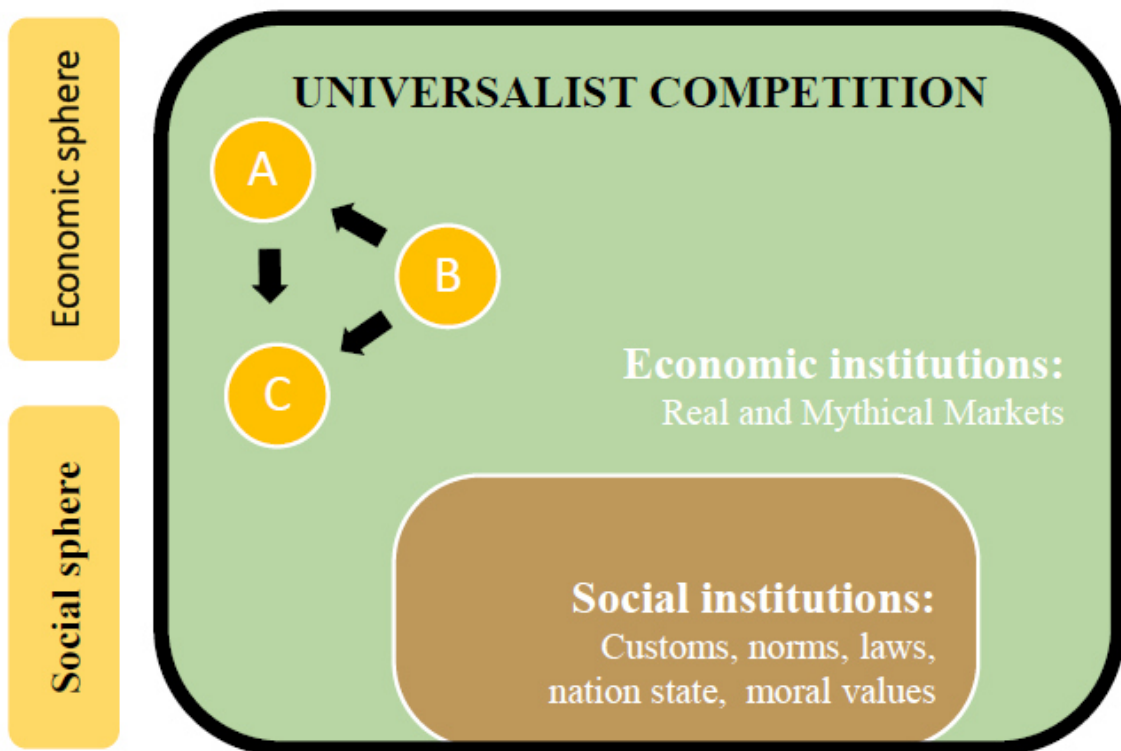 Economic sphere
Social sphere
UNIVERSALIST COMPETITION
A
B
C
Economic institutions:
Real and Mythical Markets
Social institutions:
Customs, norms, laws,
nation state, moral values